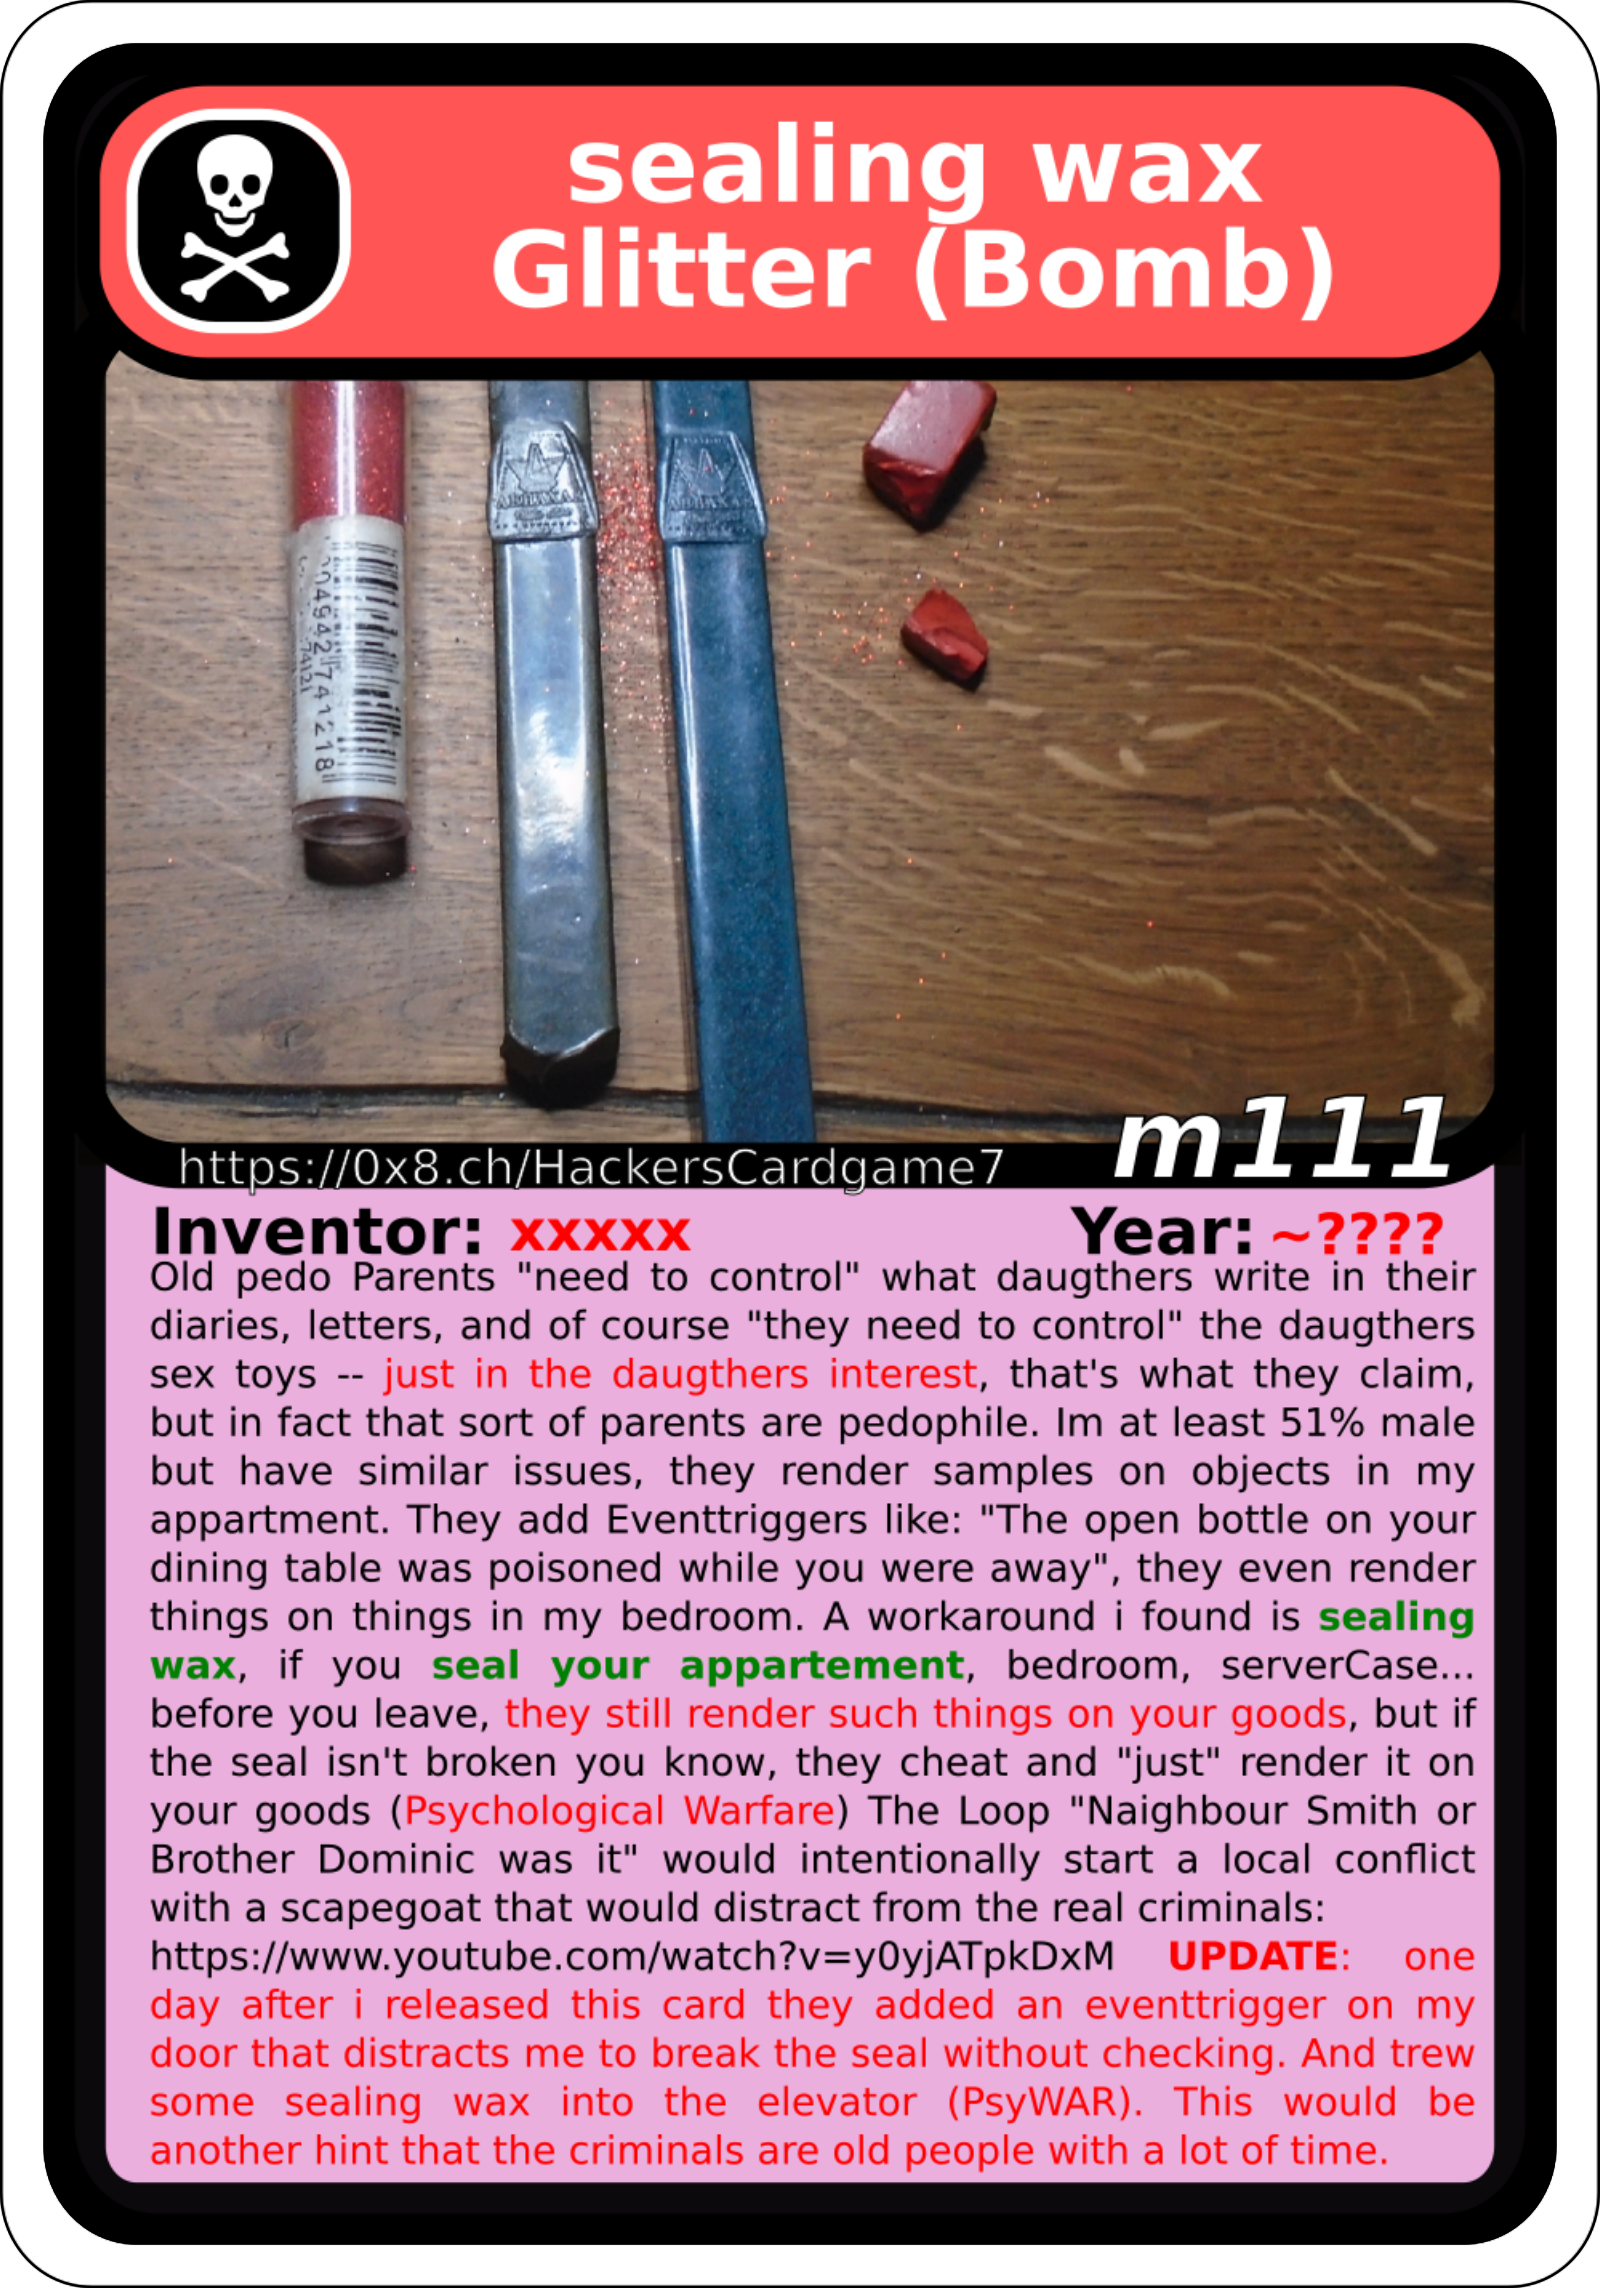 sealing wax
Glitter (Bomb)
004942741218
74121
https://0x8.ch/HackersCardgame7
m111
Inventor: xxxxx
Year: ~????
Old pedo Parents "need to control" what daugthers write in their
diaries, letters, and of course "they need to control" the daugthers
sex toys -- just in the daugthers interest, that's what they claim,
but in fact that sort of parents are pedophile. Im at least 51% male
but have similar issues, they render samples on objects in my
appartment. They add Eventtriggers like: "The open bottle on your
dining table was poisoned while you were away", they even render
things on things in my bedroom. A workaround i found is sealing
wax, if you seal your appartement, bedroom, serverCase...
before you leave, they still render such things on your goods, but if
the seal isn't broken you know, they cheat and "just" render it on
your goods (Psychological Warfare) The Loop "Naighbour Smith or
Brother Dominic was it" would intentionally start a local conflict
with a scapegoat that would distract from the real criminals:
https://www.youtube.com/watch?v=y0yjATpkDxM UPDATE: one
day after i released this card they added an eventtrigger on my
door that distracts me to break the seal without checking. And trew
some sealing wax into the elevator (PsyWAR). This would be
another hint that the criminals are old people with a lot of time.